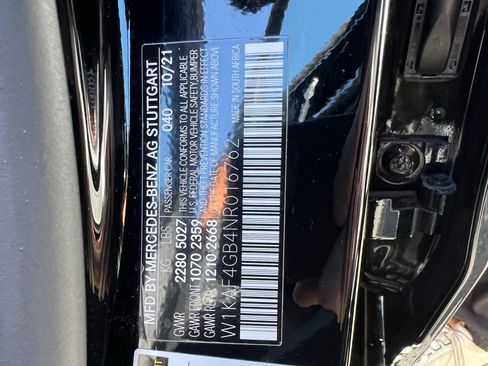 MFD BY MERCEDES-BENZ AG STUTTGART
KG LBS PASSENGER CAR 040 10/21
GVWR 2280 5027 THIS VEHICLE CONFORMS TO ALL APPLICABLE
GAWR FRONT 1070 2359 U.S. FEDERAL MOTOR VEHICLE SAFETY,BUMPER,
GAWR REAR 1210 2668 AND THEFT PREVENTION STANDARDS IN EFFECT
ON THE DATE OF MANUFACTURE SHOWN ABOVE
MADE IN SOUTH AFRICA
W1KAF4GB4NR016762